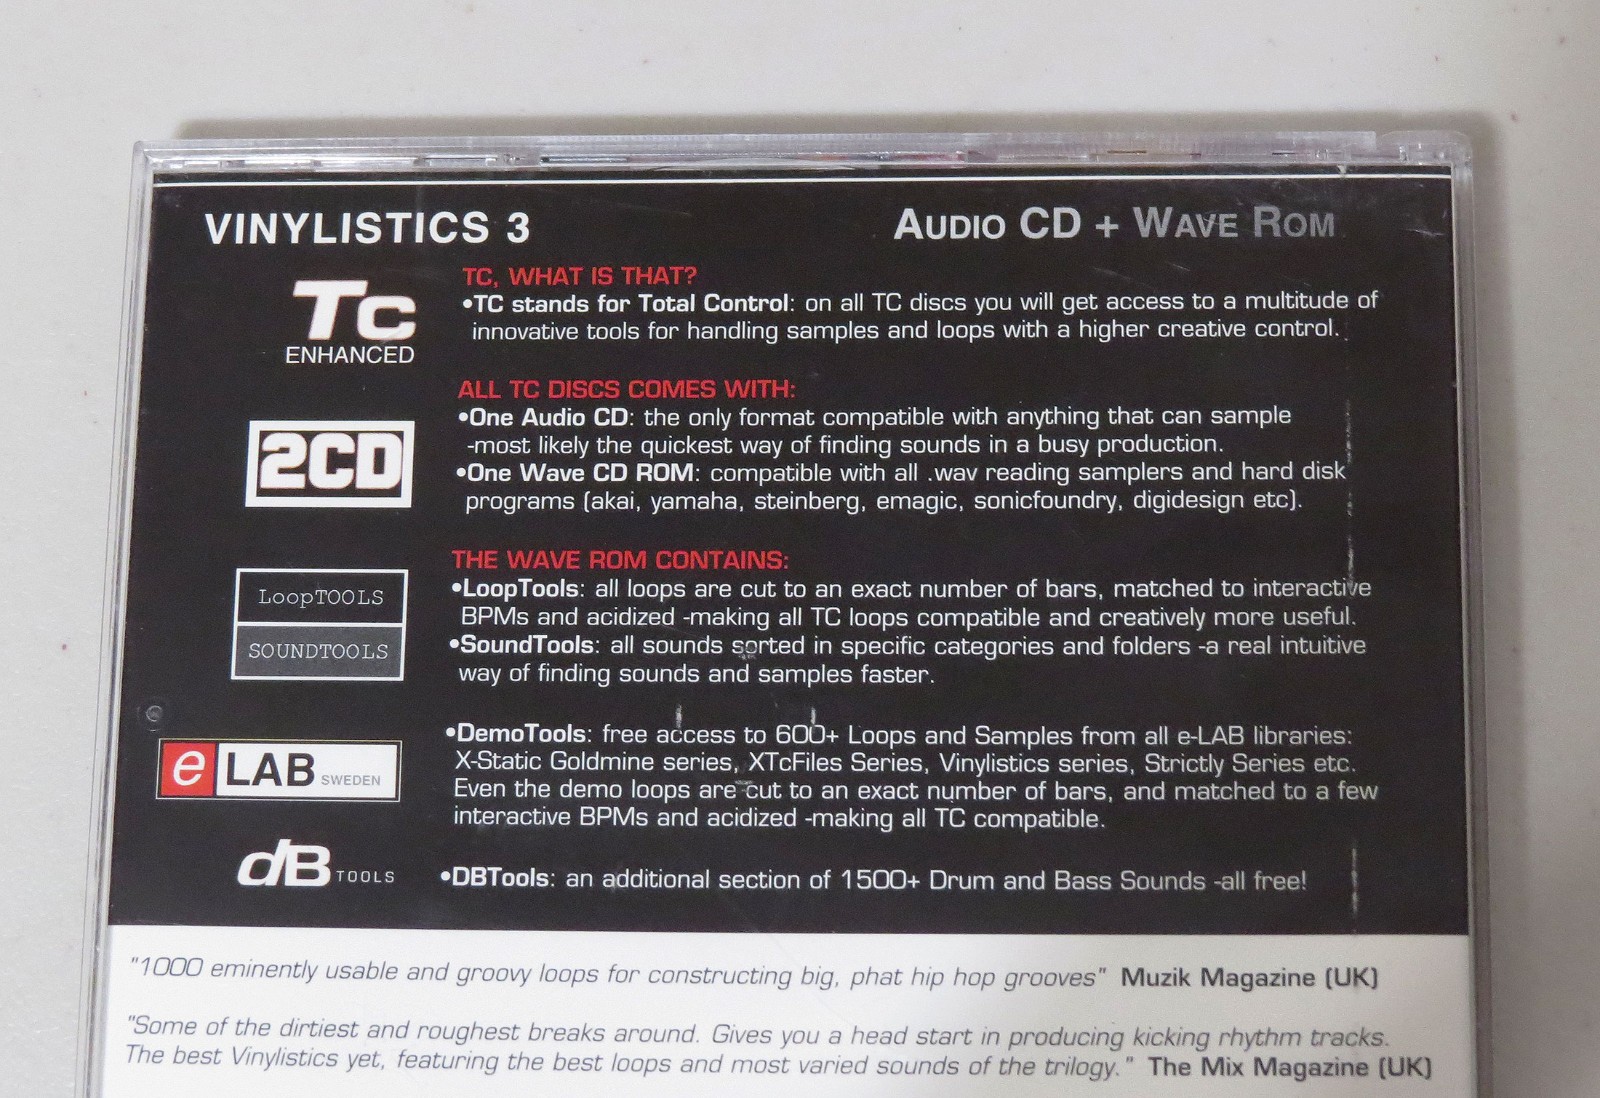 VINYLISTICS 3
AUDIO CD + WAVE ROM
Tc
ENHANCED
TC, WHAT IS THAT?
•TC stands for Total Control: on all TC discs you will get access to a multitude of
innovative tools for handling samples and loops with a higher creative control.
2CD
ALL TC DISCS COMES WITH:
•One Audio CD: the only format compatible with anything that can sample
-most likely the quickest way of finding sounds in a busy production.
•One Wave CD ROM: compatible with all .wav reading samplers and hard disk
programs (akai, yamaha, steinberg, emagic, sonicfoundry, digidesign etc).
LoopTOOLS
SOUNDTOOLS
THE WAVE ROM CONTAINS:
•LoopTools: all loops are cut to an exact number of bars, matched to interactive
BPMs and acidized -making all TC loops compatible and creatively more useful.
•SoundTools: all sounds sorted in specific categories and folders -a real intuitive
way of finding sounds and samples faster.
e LAB SWEDEN
•DemoTools: free access to 600+ Loops and Samples from all e-LAB libraries:
X-Static Goldmine series, XTcFiles Series, Vinylistics series, Strictly Series etc.
Even the demo loops are cut to an exact number of bars, and matched to a few
interactive BPMs and acidized -making all TC compatible.
dB TOOLS
•DBTools: an additional section of 1500+ Drum and Bass Sounds -all free!
"1000 eminently usable and groovy loops for constructing big, phat hip hop grooves" Muzik Magazine (UK)
"Some of the dirtiest and roughest breaks around. Gives you a head start in producing kicking rhythm tracks.
The best Vinylistics yet, featuring the best loops and most varied sounds of the trilogy." The Mix Magazine (UK)